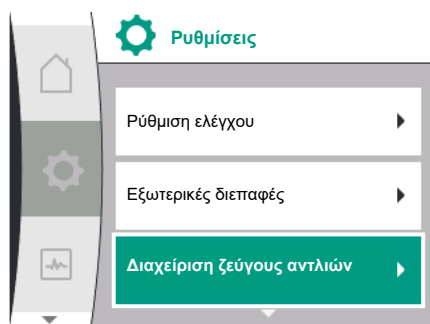 Ρυθμίσεις
Ρύθμιση ελέγχου
Εξωτερικές διεπαφές
Διαχείριση ζεύγους αντλιών